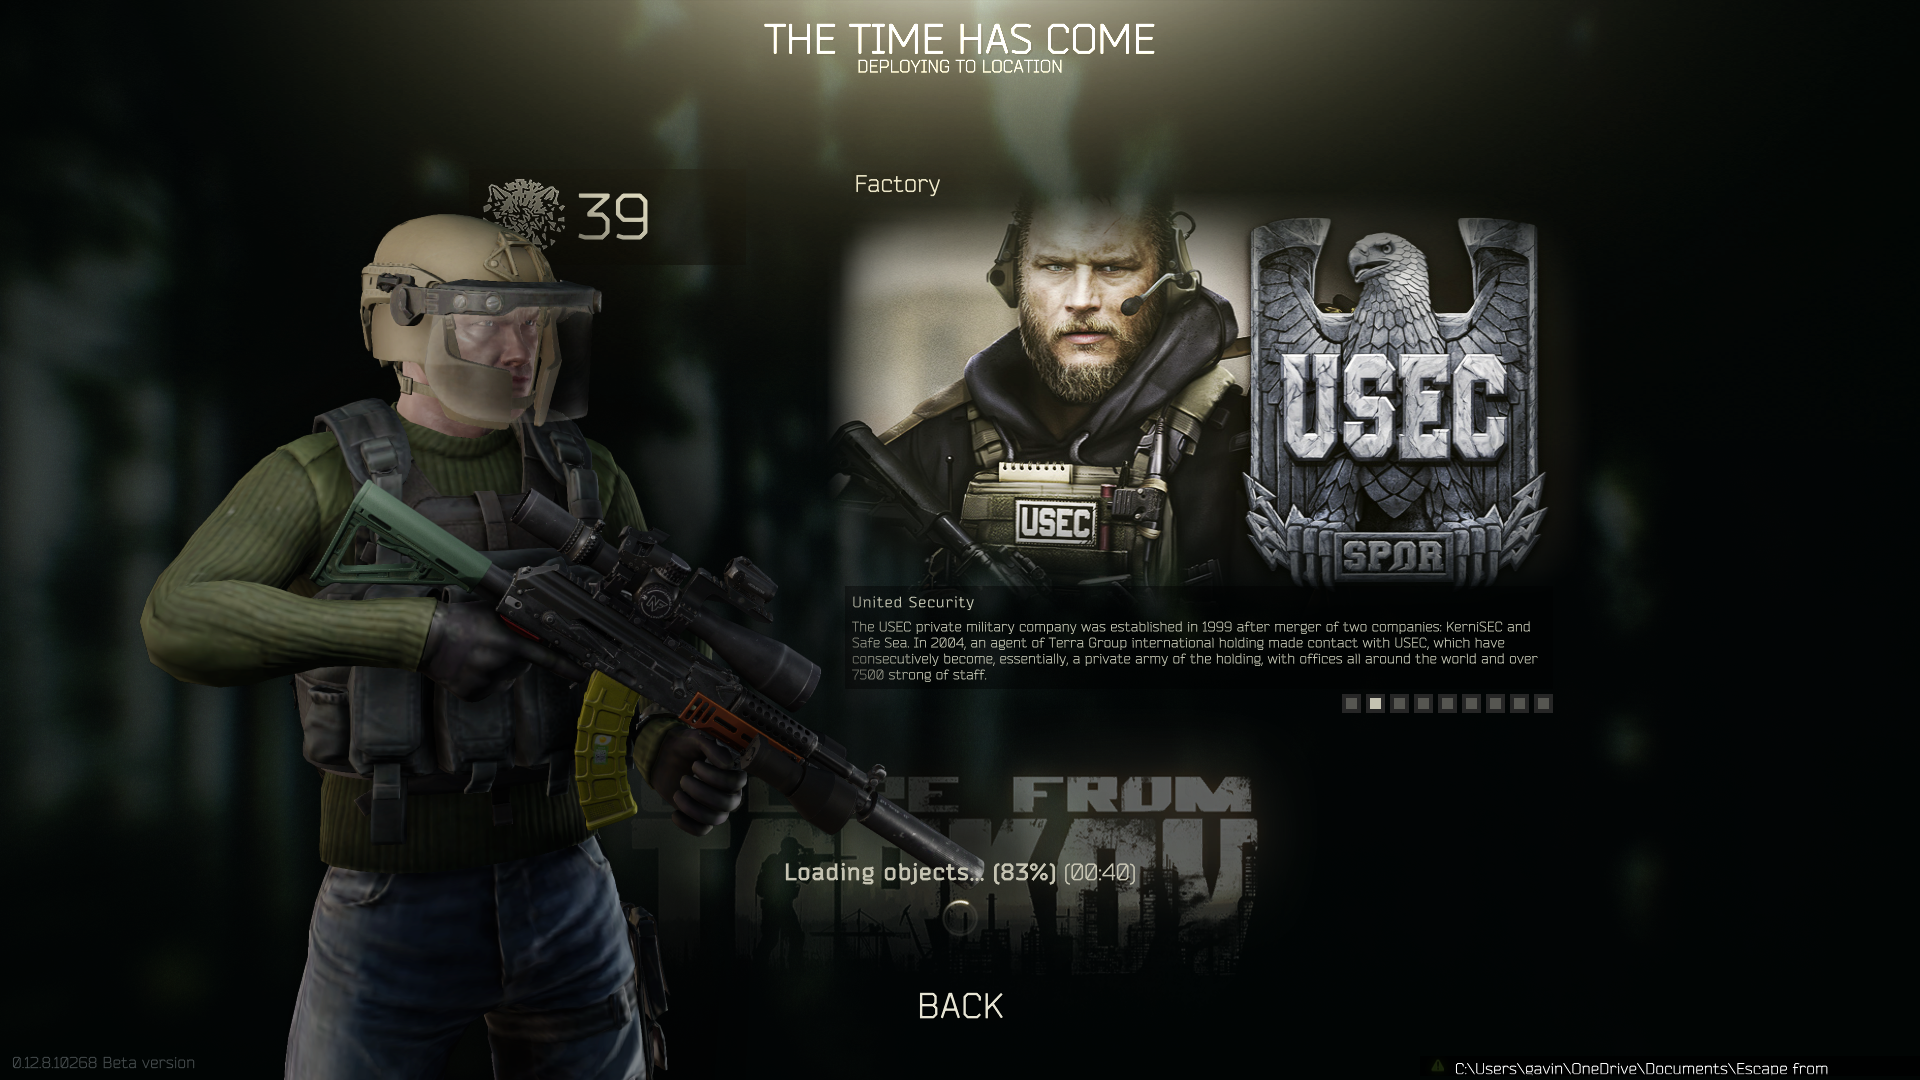 THE TIME HAS COME
DEPLOYING TO LOCATION
39
Factory
USEC
USEC
SPQR
United Security
The USEC private military company was established in 1999 after merger of two companies: KerniSEC and
Safe Sea. In 2004, an agent of Terra Group international holding made contact with USEC, which have
consecutively become, essentially, a private army of the holding, with offices all around the world and over
7500 strong of staff.
FROM
TARKOV
Loading objects... (83%) (00:40)
BACK
0.12.8.10268 Beta version
C:\Users\gavin\OneDrive\Documents\Escape from